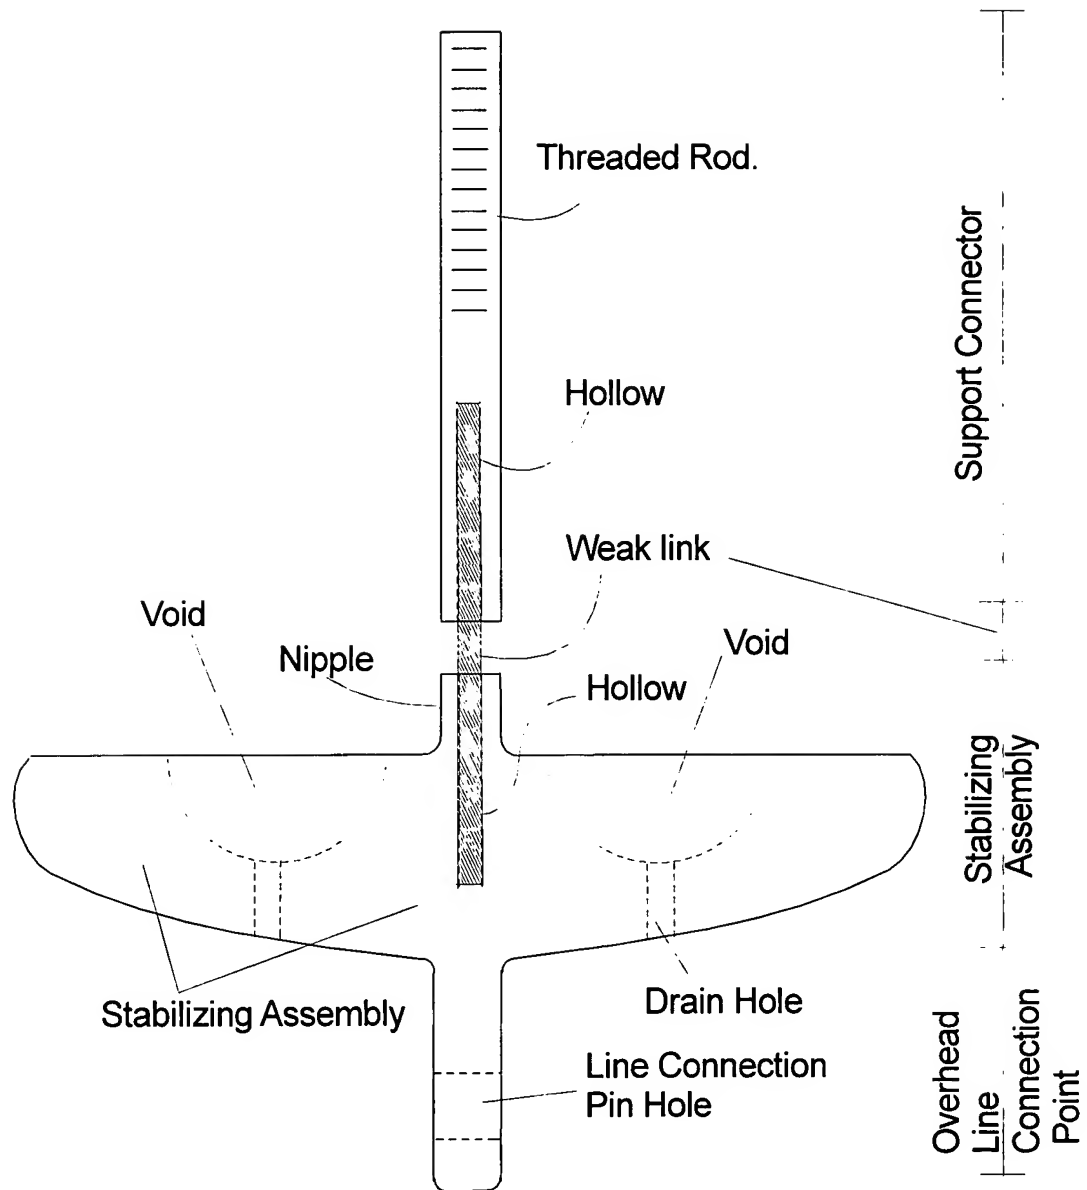 Threaded Rod.
Hollow
Weak link
Void
Nipple
Void
Hollow
Stabilizing Assembly
Drain Hole
Line Connection
Pin Hole
Support Connector
Stabilizing
Assembly
Overhead
Line
Connection
Point